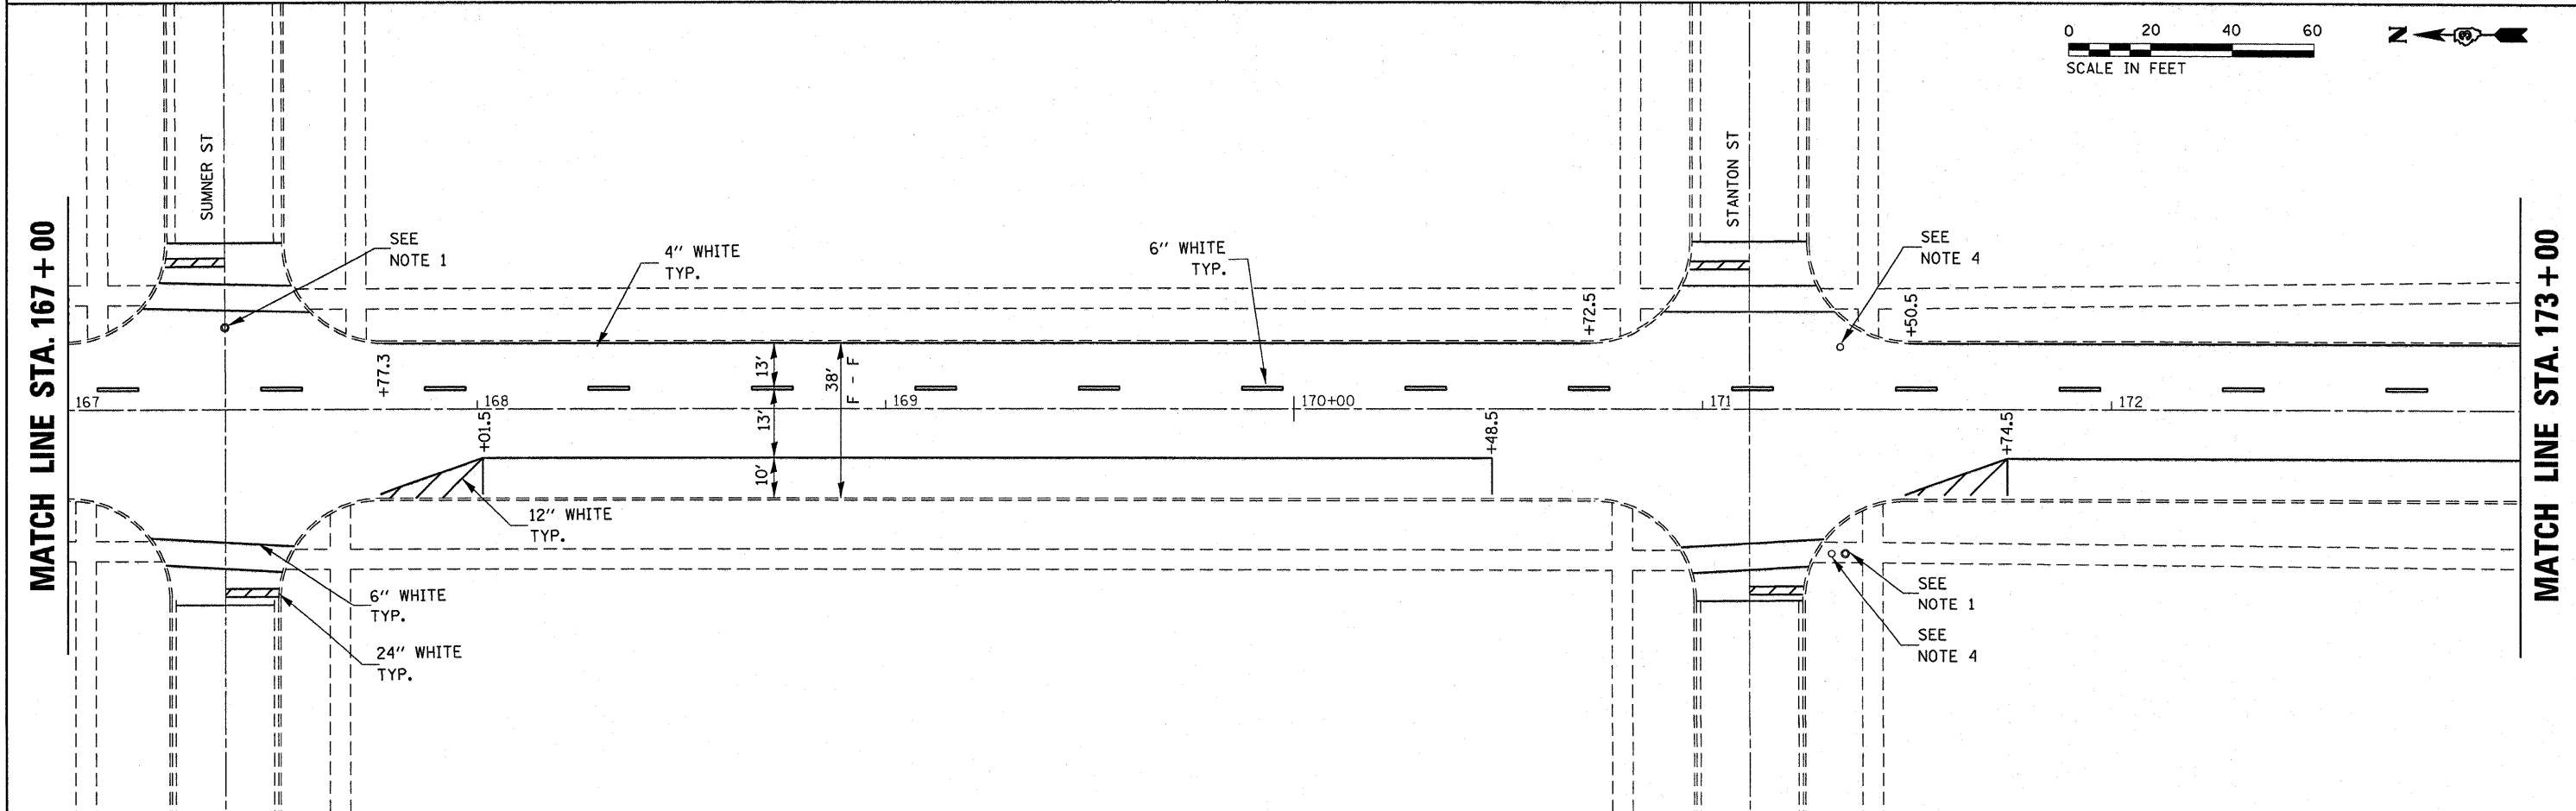 0 20 40 60
SCALE IN FEET
N
3
MATCH LINE STA. 167+00
SUMNER ST
SEE
NOTE 1
4" WHITE
TYP.
6" WHITE
TYP.
STANTON ST
SEE
NOTE 4
+72.5
+50.5
+77.3
13'
38'
F - F
167
168
169
170+00
171
172
13'
+01.5
+48.5
+74.5
10'
12" WHITE
TYP.
6" WHITE
TYP.
24" WHITE
TYP.
SEE
NOTE 1
SEE
NOTE 4
MATCH LINE STA. 173+00